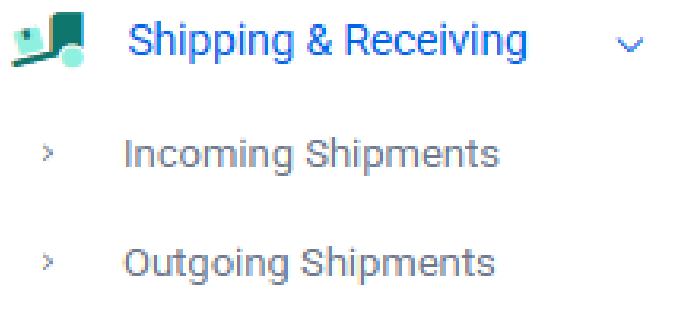 Shipping & Receiving
Incoming Shipments
Outgoing Shipments